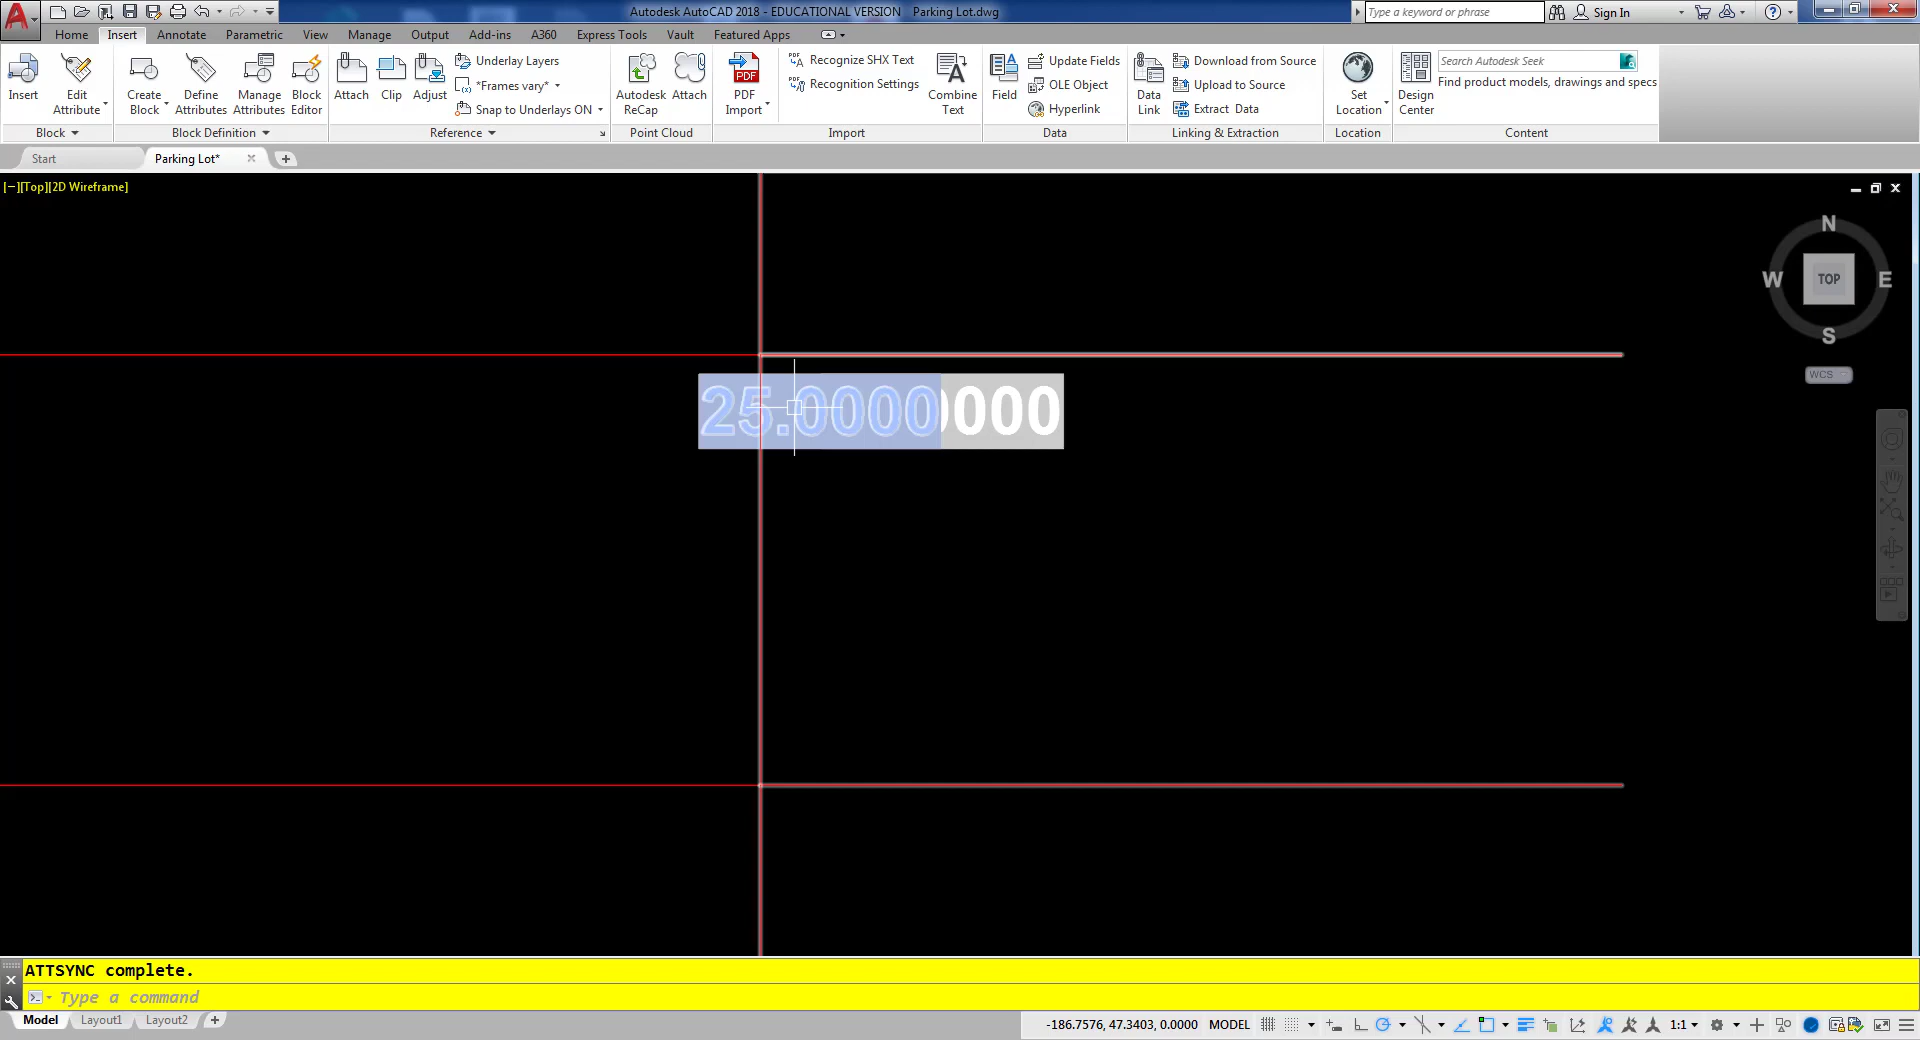 Autodesk AutoCAD 2018 - EDUCATIONAL VERSION    Parking Lot.dwg
Type a keyword or phrase
Sign In
Home Insert Annotate Parametric View Manage Output Add-ins A360 Express Tools Vault Featured Apps
Insert
Edit Attribute
Block
Create Block
Define Attributes
Manage Attributes
Block Editor
Block Definition
Attach
Clip
Adjust
Underlay Layers
*Frames vary*
Snap to Underlays ON
Reference
Autodesk ReCap
Attach
Point Cloud
PDF
PDF Import
Recognize SHX Text
Recognition Settings
Combine Text
Import
Field
Update Fields
OLE Object
Hyperlink
Data
Data Link
Download from Source
Upload to Source
Extract  Data
Linking & Extraction
Set Location
Location
Design Center
Search Autodesk Seek
Find product models, drawings and specs
Content
Start
Parking Lot*
[−][Top][2D Wireframe]
N
W TOP E
S
WCS
25.0000 0000
ATTSYNC complete.
Type a command
Model Layout1 Layout2
-186.7576, 47.3403, 0.0000 MODEL 1:1